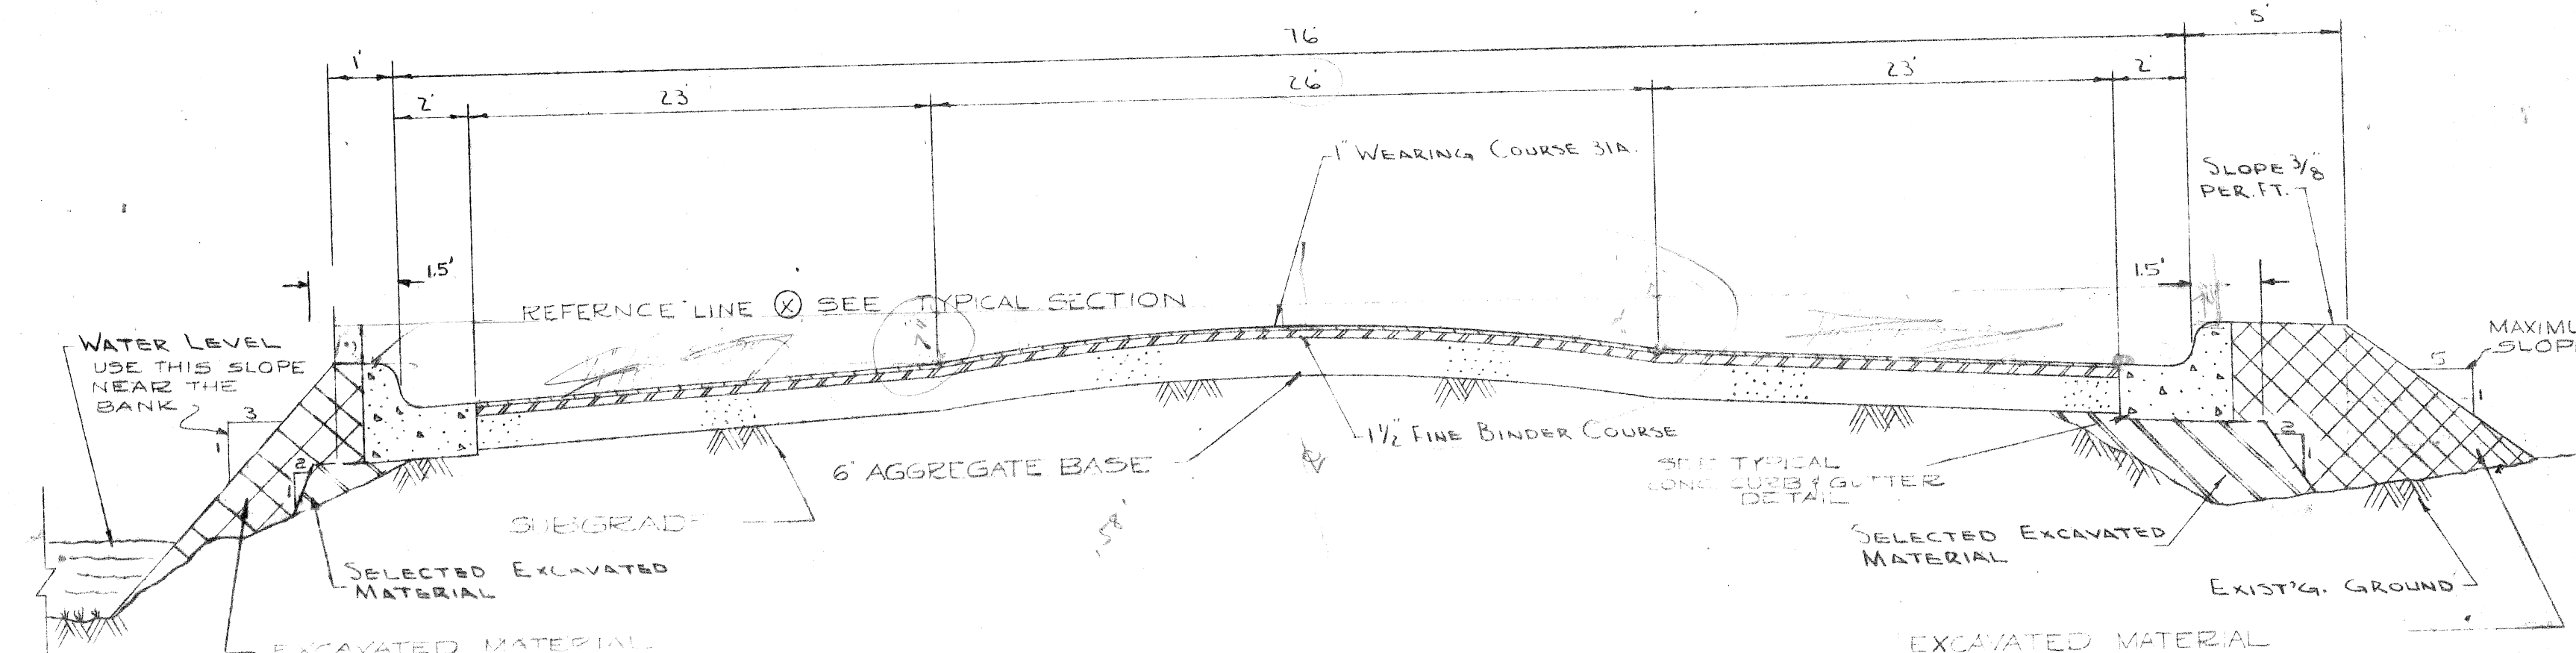 76'
5'
1'
2'
23'
26'
23'
2'
1" WEARING COURSE 31A.
SLOPE 3/8"
PER. FT.
1.5'
1.5'
REFERNCE LINE Ⓧ SEE TYPICAL SECTION
WATER LEVEL
USE THIS SLOPE
NEAR THE
BANK
3
1
2
1
MAXIMU
SLOP
5
1
2
1
1½" FINE BINDER COURSE
6" AGGREGATE BASE
SEE TYPICAL
LONG. CURB & GUTTER
DETAIL
SUBGRADE
.58'
SELECTED EXCAVATED
MATERIAL
SELECTED EXCAVATED
MATERIAL
EXIST'G. GROUND
EXCAVATED MATERIAL
EXCAVATED MATERIAL